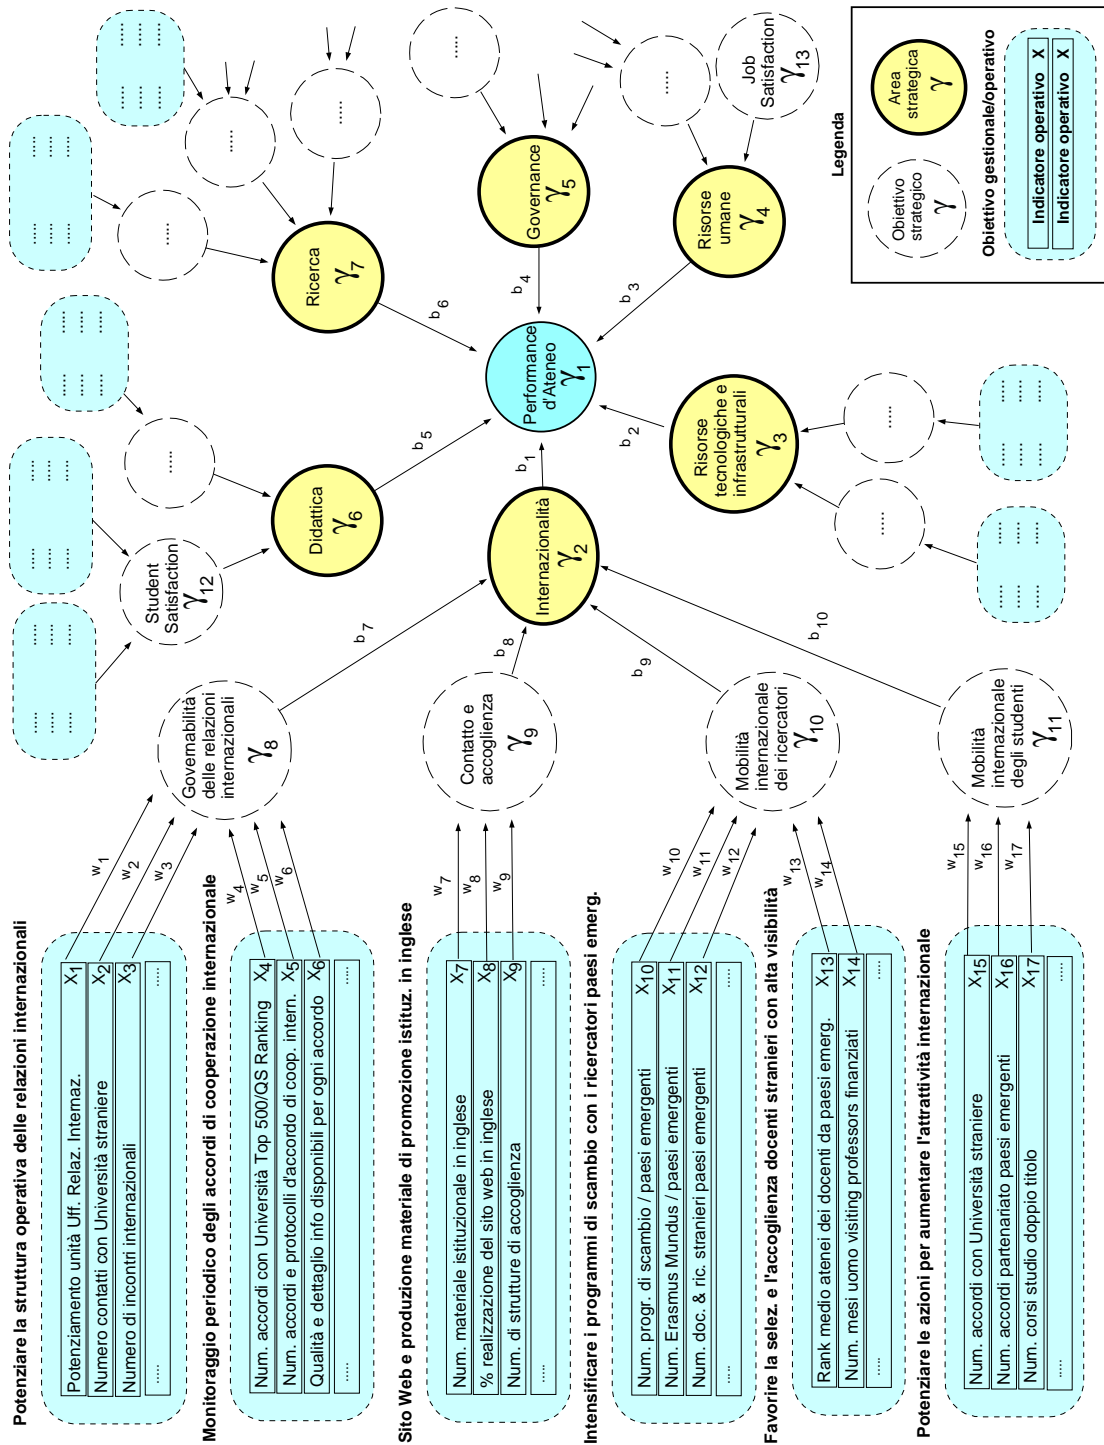 Potenziare la struttura operativa delle relazioni internazionali
Potenziamento unità Uff. Relaz. Internaz. X1
Numero contatti con Università straniere X2
Numero di incontri internazionali X3
.....
.....
Monitoraggio periodico degli accordi di cooperazione internazionale
Num. accordi con Università Top 500/QS Ranking X4
Num. accordi e protocolli d'accordo di coop. intern. X5
Qualità e dettaglio info disponibili per ogni accordo X6
.....
.....
Sito Web e produzione materiale di promozione istituz. in inglese
Num. materiale istituzionale in inglese X7
% realizzazione del sito web in inglese X8
Num. di strutture di accoglienza X9
.....
.....
Intensificare i programmi di scambio con i ricercatori paesi emerg.
Num. progr. di scambio / paesi emergenti X10
Num. Erasmus Mundus / paesi emergenti X11
Num. doc. & ric. stranieri paesi emergenti X12
.....
.....
Favorire la selez. e l'accoglienza docenti stranieri con alta visibilità
Rank medio atenei dei docenti da paesi emerg. X13
Num. mesi uomo visiting professors finanziati X14
.....
.....
Potenziare le azioni per aumentare l'attrattività internazionale
Num. accordi con Università straniere X15
Num. accordi partenariato paesi emergenti X16
Num. corsi studio doppio titolo X17
.....
.....
w1
w2
w3
w4
w5
w6
w7
w8
w9
w10
w11
w12
w13
w14
w15
w16
w17
Governabilità
delle relazioni
internazionali
γ8
Contatto e
accoglienza
γ9
Mobilità
internazionale
dei ricercatori
γ10
Mobilità
internazionale
degli studenti
γ11
b7
b8
b9
b10
Student
Satisfaction
γ12
Didattica
γ6
Internazionalità
γ2
Risorse
tecnologiche e
infrastrutturali
γ3
b5
b1
b2
Ricerca
γ7
Performance
d'Ateneo
γ1
b6
b4
b3
Governance
γ5
Risorse
umane
γ4
Job
Satisfaction
γ13
Legenda
Obiettivo
strategico
γ
Area
strategica
γ
Obiettivo gestionale/operativo
Indicatore operativo X
Indicatore operativo X